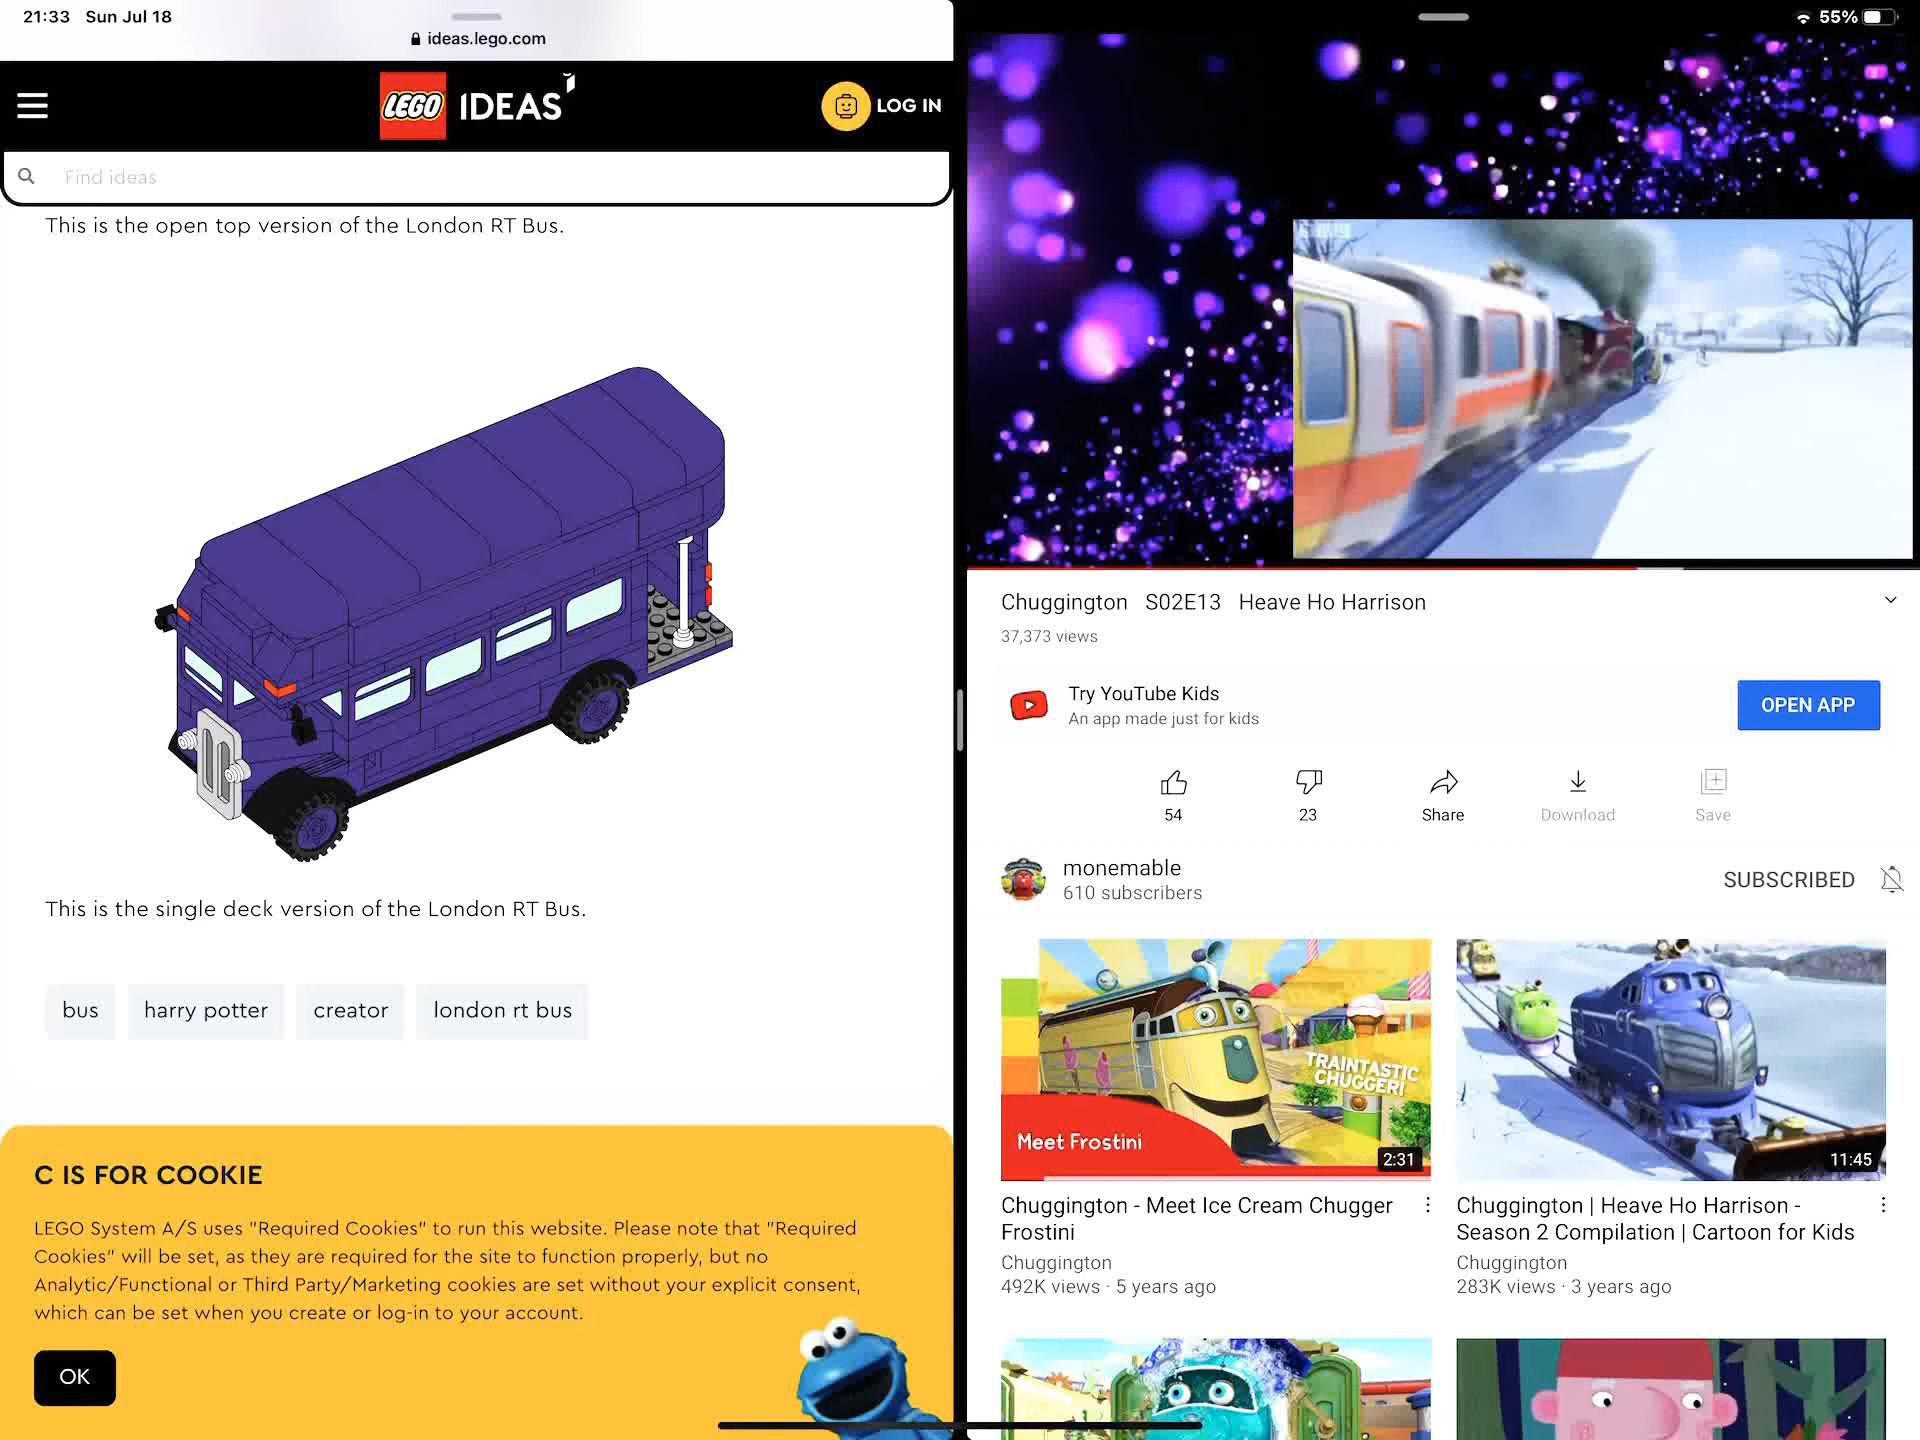 21:33 Sun Jul 18
ideas.lego.com
LEGO IDEAS
LOG IN
Find ideas
This is the open top version of the London RT Bus.
This is the single deck version of the London RT Bus.
bus
harry potter
creator
london rt bus
C IS FOR COOKIE
LEGO System A/S uses "Required Cookies" to run this website. Please note that "Required
Cookies" will be set, as they are required for the site to function properly, but no
Analytic/Functional or Third Party/Marketing cookies are set without your explicit consent,
which can be set when you create or log-in to your account.
OK
55%
Chuggington S02E13 Heave Ho Harrison
37,373 views
Try YouTube Kids
An app made just for kids
OPEN APP
54
23
Share
Download
Save
monemable
610 subscribers
SUBSCRIBED
TRAINTASTIC
CHUGGER!
Meet Frostini
2:31
11:45
Chuggington - Meet Ice Cream Chugger
Frostini
Chuggington
492K views · 5 years ago
Chuggington | Heave Ho Harrison -
Season 2 Compilation | Cartoon for Kids
Chuggington
283K views · 3 years ago